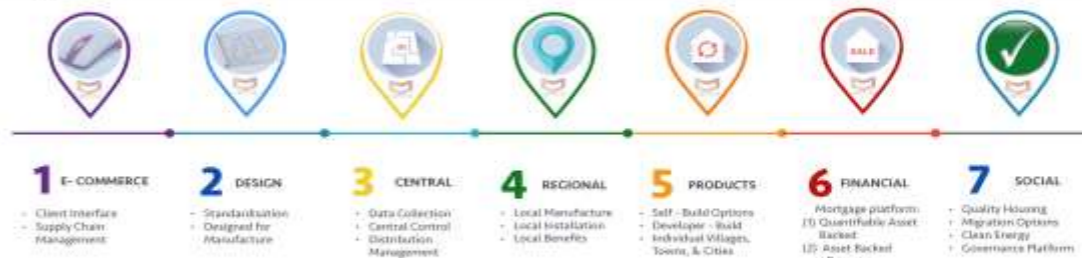 SALE
1 E- COMMERCE
- Client Interface
- Supply Chain
Management
2 DESIGN
- Standardisation
- Designed for
Manufacture
3 CENTRAL
- Data Collection
- Central Control
- Distribution
Management
4 REGIONAL
- Local Manufacture
- Local Installation
- Local Benefits
5 PRODUCTS
- Self - Build Options
- Developer - Build
- Individual Villages,
Towns, & Cities
6 FINANCIAL
Mortgage platform:
(1) Quantifiable Asset
Backed
(2) Asset Backed
7 SOCIAL
- Quality Housing
- Migration Options
- Clean Energy
- Governance Platform